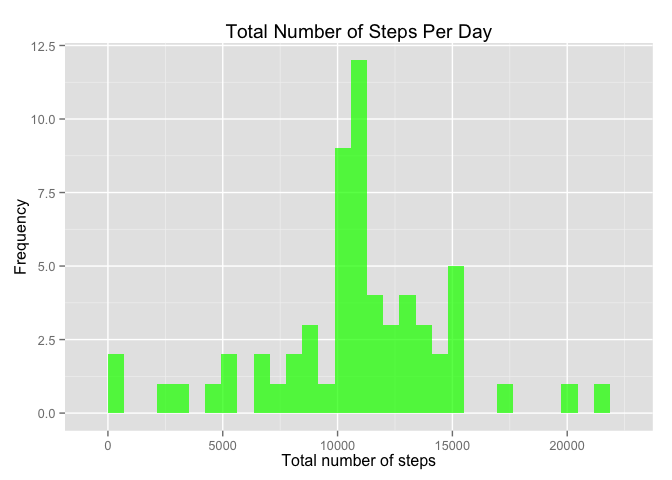 Total Number of Steps Per Day
12.5
10.0
7.5
5.0
2.5
0.0
Frequency
0 5000 10000 15000 20000
Total number of steps